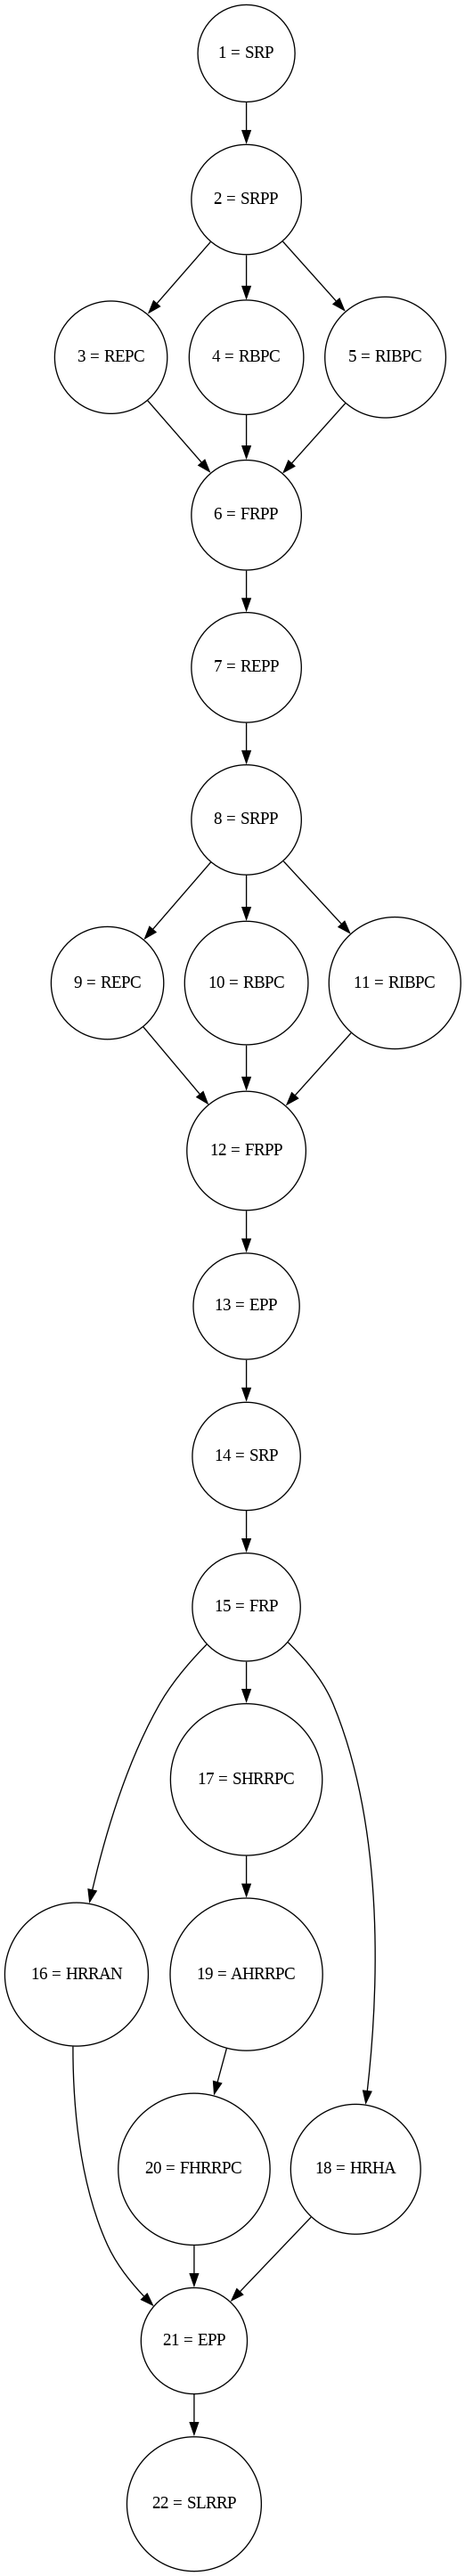 1 = SRP
2 = SRPP
3 = REPC
4 = RBPC
5 = RIBPC
6 = FRPP
7 = REPP
8 = SRPP
9 = REPC
10 = RBPC
11 = RIBPC
12 = FRPP
13 = EPP
14 = SRP
15 = FRP
17 = SHRRPC
16 = HRRAN
19 = AHRRPC
20 = FHRRPC
18 = HRHA
21 = EPP
22 = SLRRP